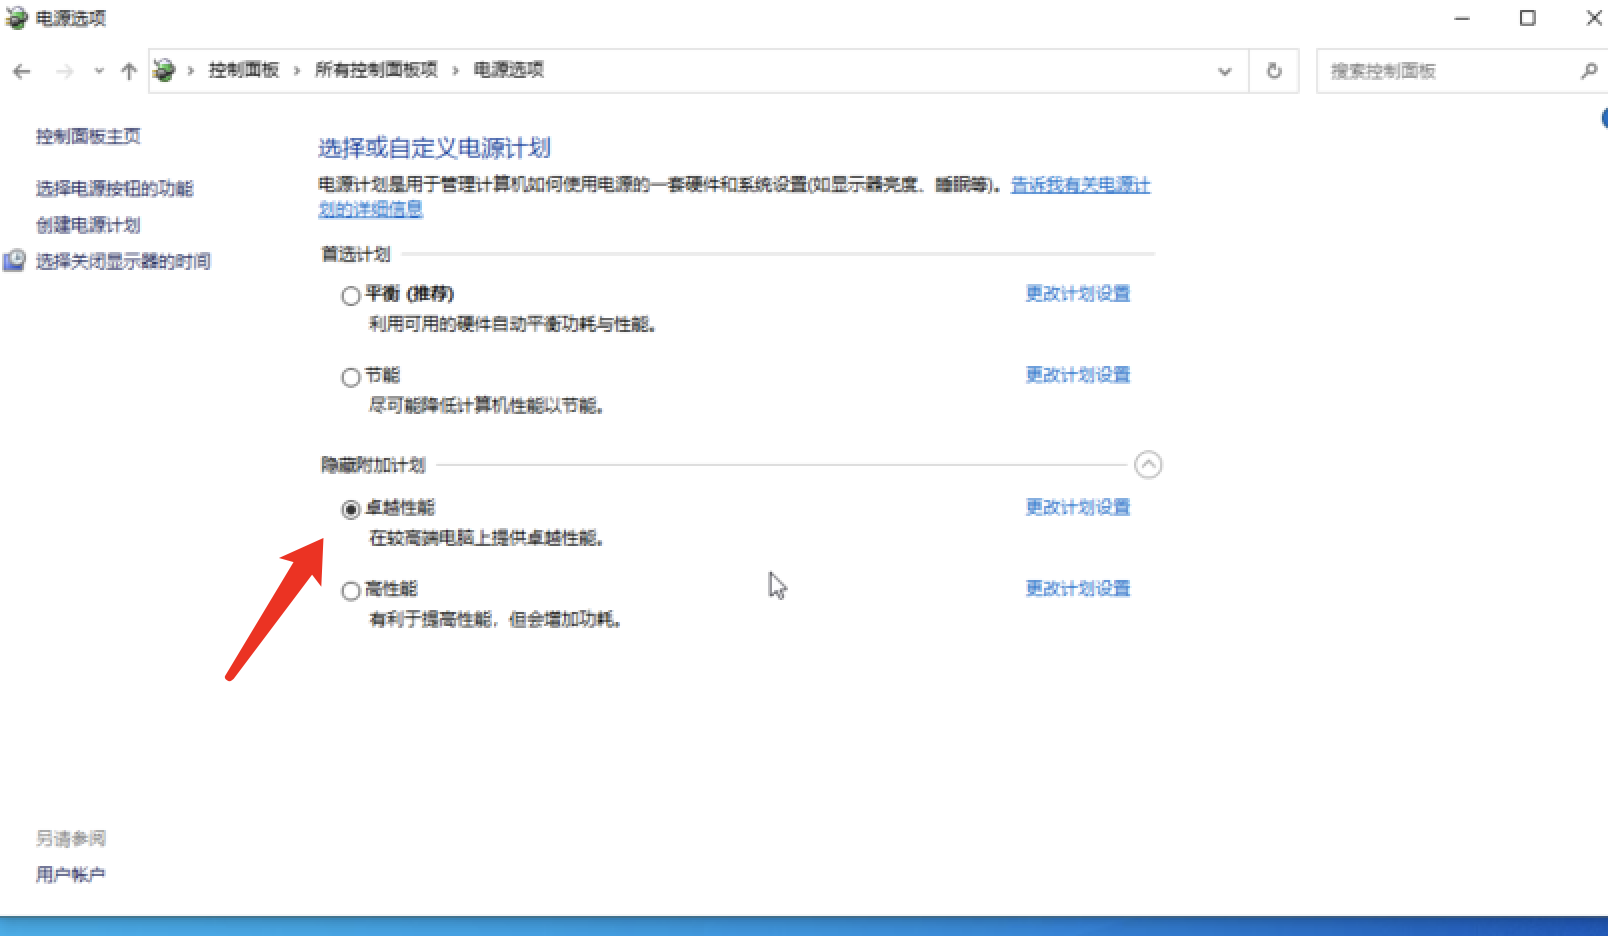 电源选项
控制面板 › 所有控制面板项 › 电源选项
搜索控制面板
控制面板主页
选择电源按钮的功能
创建电源计划
选择关闭显示器的时间
选择或自定义电源计划
电源计划是用于管理计算机如何使用电源的一套硬件和系统设置(如显示器亮度、睡眠等)。告诉我有关电源计
划的详细信息
首选计划
平衡 (推荐) 更改计划设置
利用可用的硬件自动平衡功耗与性能。
节能 更改计划设置
尽可能降低计算机性能以节能。
隐藏附加计划
卓越性能 更改计划设置
在较高端电脑上提供卓越性能。
高性能 更改计划设置
有利于提高性能，但会增加功耗。
另请参阅
用户帐户